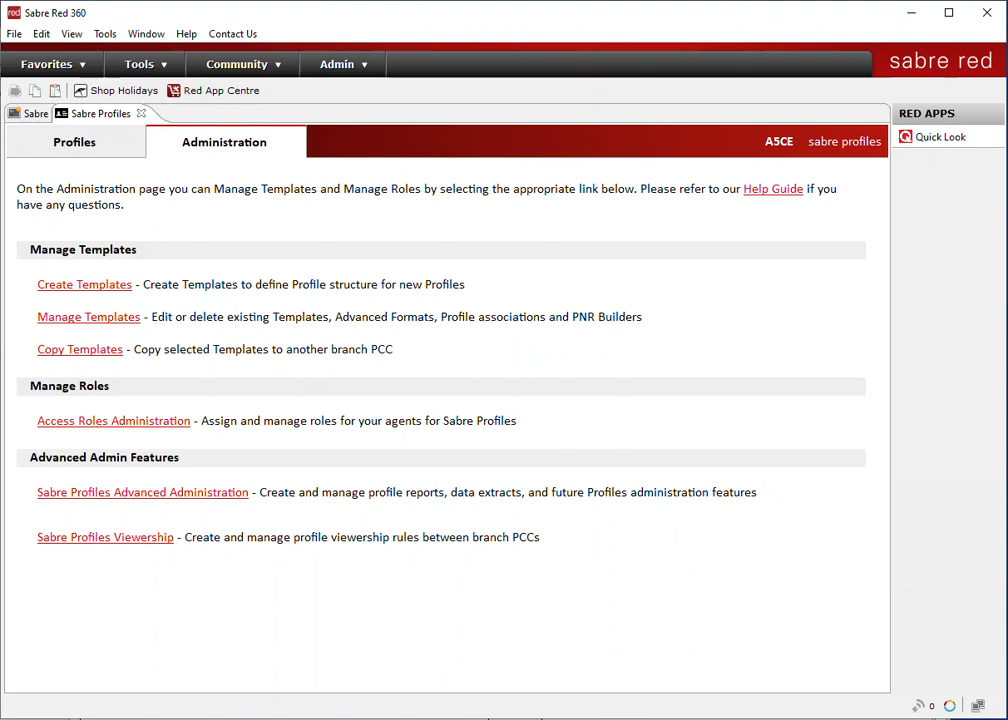 red Sabre Red 360
File Edit View Tools Window Help Contact Us
Favorites Tools Community Admin sabre red
Shop Holidays Red App Centre
Sabre Sabre Profiles RED APPS
Quick Look
Profiles Administration A5CE sabre profiles
On the Administration page you can Manage Templates and Manage Roles by selecting the appropriate link below. Please refer to our Help Guide if you
have any questions.
Manage Templates
Create Templates - Create Templates to define Profile structure for new Profiles
Manage Templates - Edit or delete existing Templates, Advanced Formats, Profile associations and PNR Builders
Copy Templates - Copy selected Templates to another branch PCC
Manage Roles
Access Roles Administration - Assign and manage roles for your agents for Sabre Profiles
Advanced Admin Features
Sabre Profiles Advanced Administration - Create and manage profile reports, data extracts, and future Profiles administration features
Sabre Profiles Viewership - Create and manage profile viewership rules between branch PCCs
0